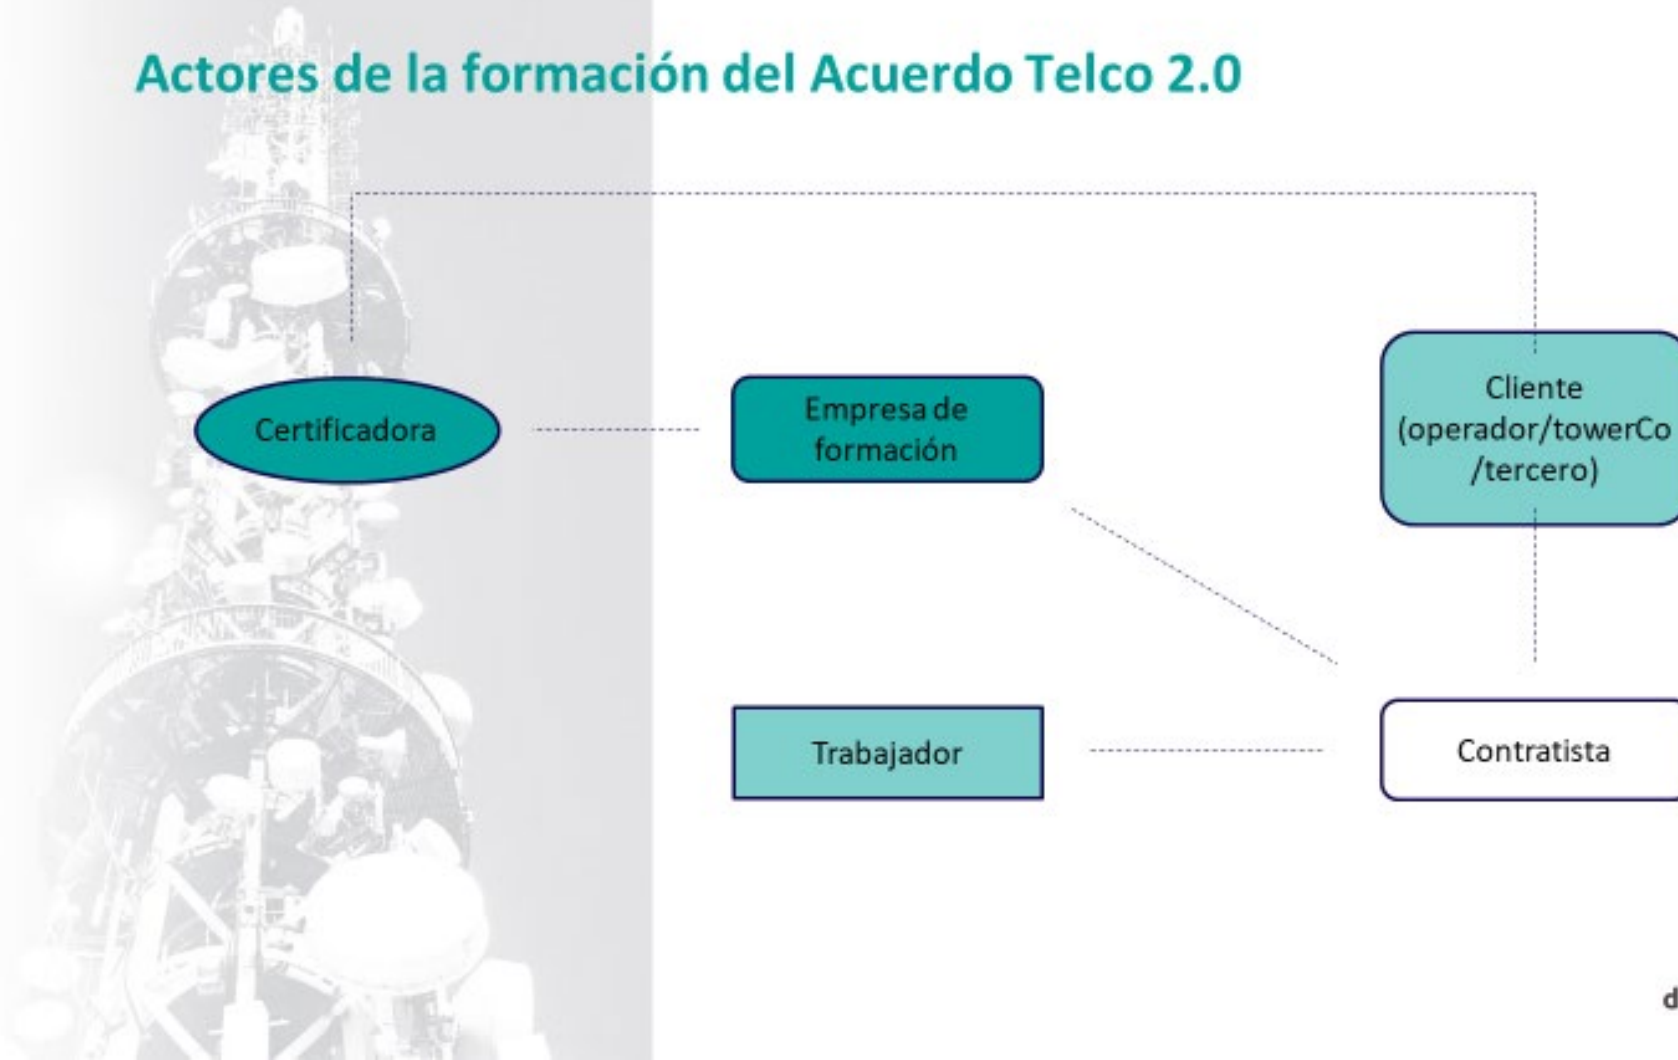 Actores de la formación del Acuerdo Telco 2.0
Certificadora
Empresa de
formación
Cliente
(operador/towerCo
/tercero)
Trabajador
Contratista
d